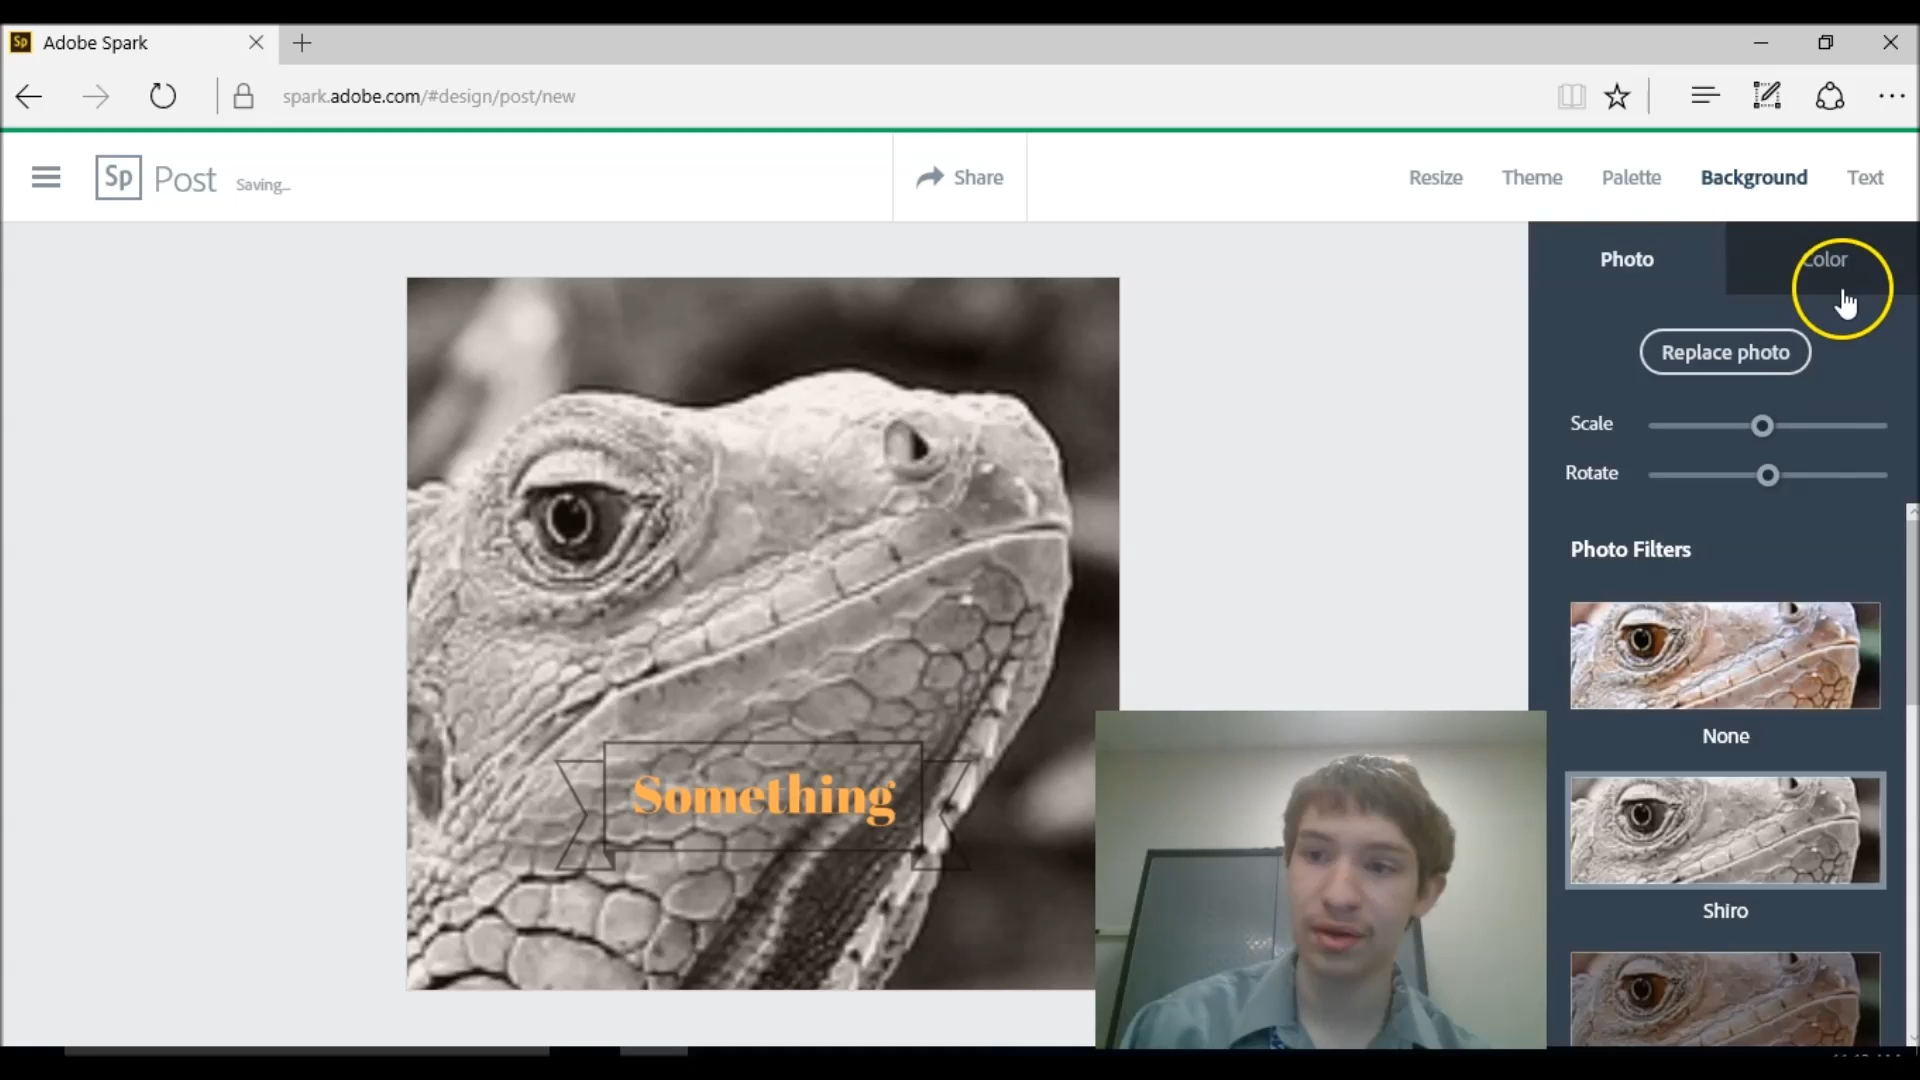 Sp Adobe Spark
spark.adobe.com/#design/post/new
Sp Post Saving... Share Resize Theme Palette Background Text
Photo Color
Replace photo
Scale
Rotate
Photo Filters
None
Something
Shiro